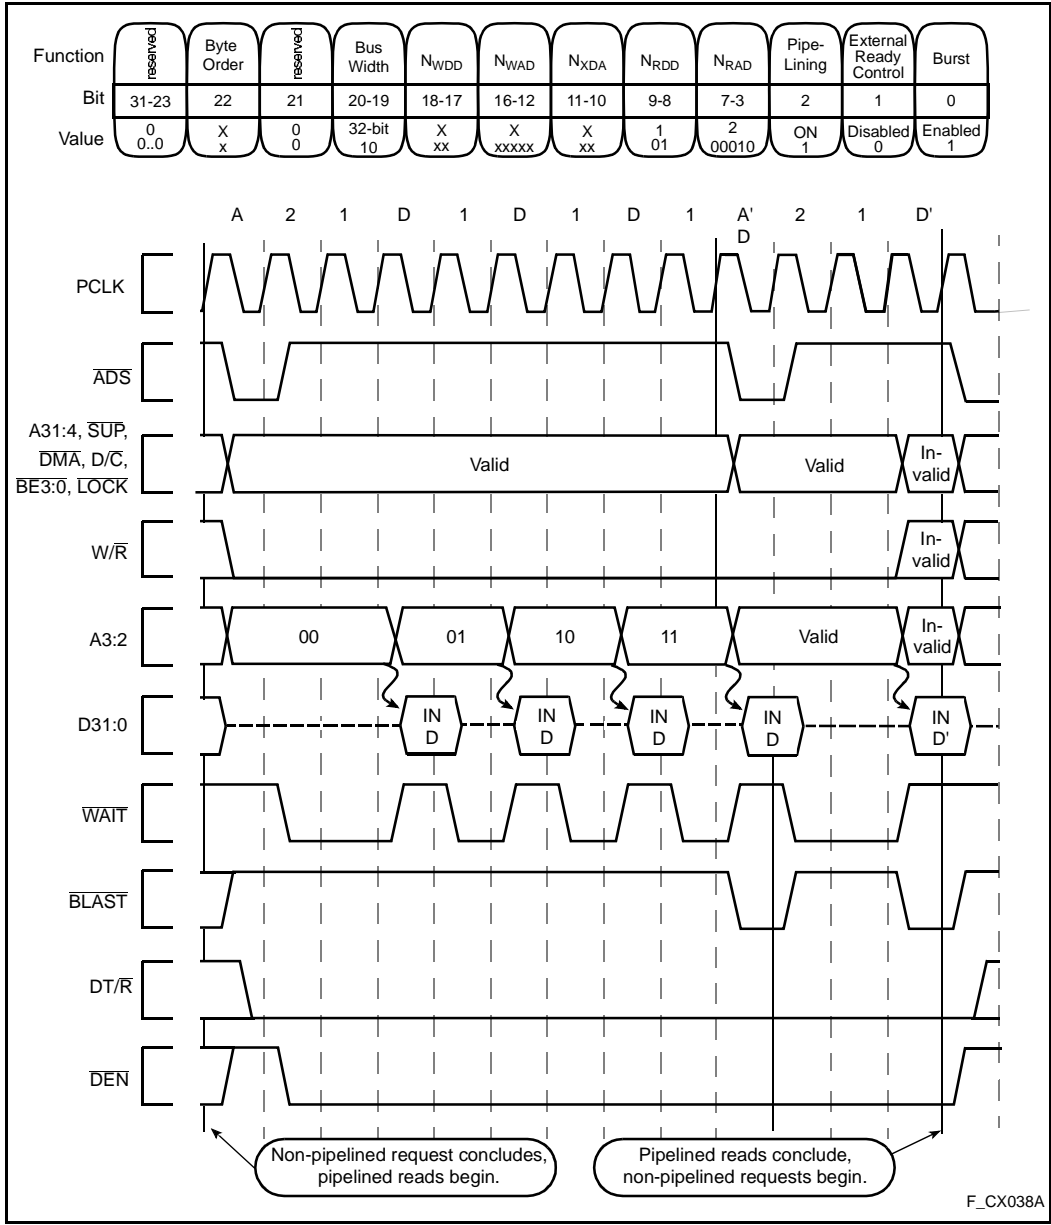 Function reserved Byte Order reserved Bus Width NWDD NWAD NXDA NRDD NRAD Pipe-Lining External Ready Control Burst
Bit 31-23 22 21 20-19 18-17 16-12 11-10 9-8 7-3 2 1 0
Value 0 X 0 32-bit X X X 1 2 ON Disabled Enabled
0..0 x 0 10 xx xxxxx xx 01 00010 1 0 1
A 2 1 D 1 D 1 D 1 A' 2 1 D'
D
PCLK
ADS
A31:4, SUP,
DMA, D/C,
BE3:0, LOCK
Valid Valid In-valid
W/R In-valid
A3:2 00 01 10 11 Valid In-valid
D31:0 IN D IN D IN D IN D IN D'
WAIT
BLAST
DT/R
DEN
Non-pipelined request concludes,
pipelined reads begin.
Pipelined reads conclude,
non-pipelined requests begin.
F_CX038A